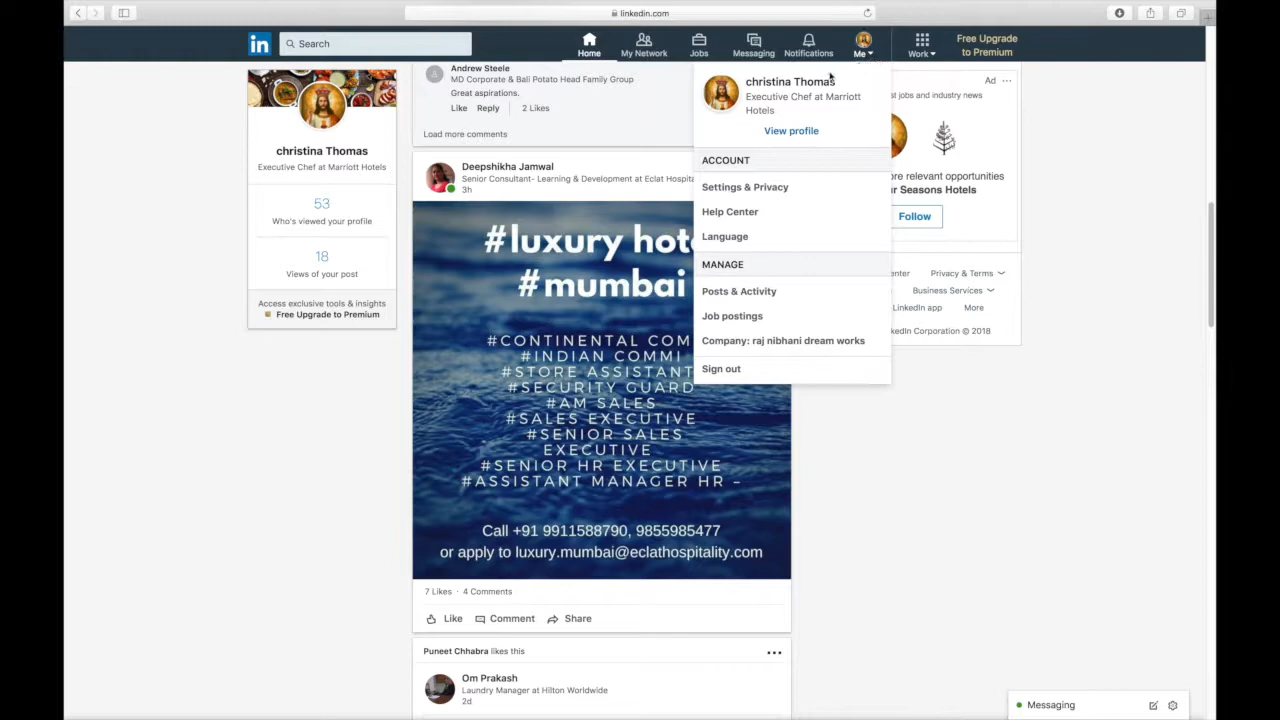 linkedin.com
in
Search
Home
My Network
Jobs
Messaging
Notifications
Me
Work
Free Upgrade
to Premium
christina Thomas
Executive Chef at Marriott Hotels
53
Who's viewed your profile
18
Views of your post
Access exclusive tools & insights
Free Upgrade to Premium
Andrew Steele
MD Corporate & Bali Potato Head Family Group
Great aspirations.
Like Reply 2 Likes
Load more comments
Deepshikha Jamwal
Senior Consultant- Learning & Development at Eclat Hospita
3h
#luxury hote
#mumbai
#CONTINENTAL COM
#INDIAN COMMI
#STORE ASSISTANT
#SECURITY GUARD
#AM SALES
#SALES EXECUTIVE
#SENIOR SALES
EXECUTIVE
#SENIOR HR EXECUTIVE
#ASSISTANT MANAGER HR –
Call +91 9911588790, 9855985477
or apply to luxury.mumbai@eclathospitality.com
7 Likes · 4 Comments
Like Comment Share
Puneet Chhabra likes this
Om Prakash
Laundry Manager at Hilton Worldwide
2d
christina Thomas
Executive Chef at Marriott
Hotels
View profile
ACCOUNT
Settings & Privacy
Help Center
Language
MANAGE
Posts & Activity
Job postings
Company: raj nibhani dream works
Sign out
Ad
st jobs and industry news
re relevant opportunities
r Seasons Hotels
Follow
enter Privacy & Terms
Business Services
LinkedIn app More
kedIn Corporation © 2018
Messaging